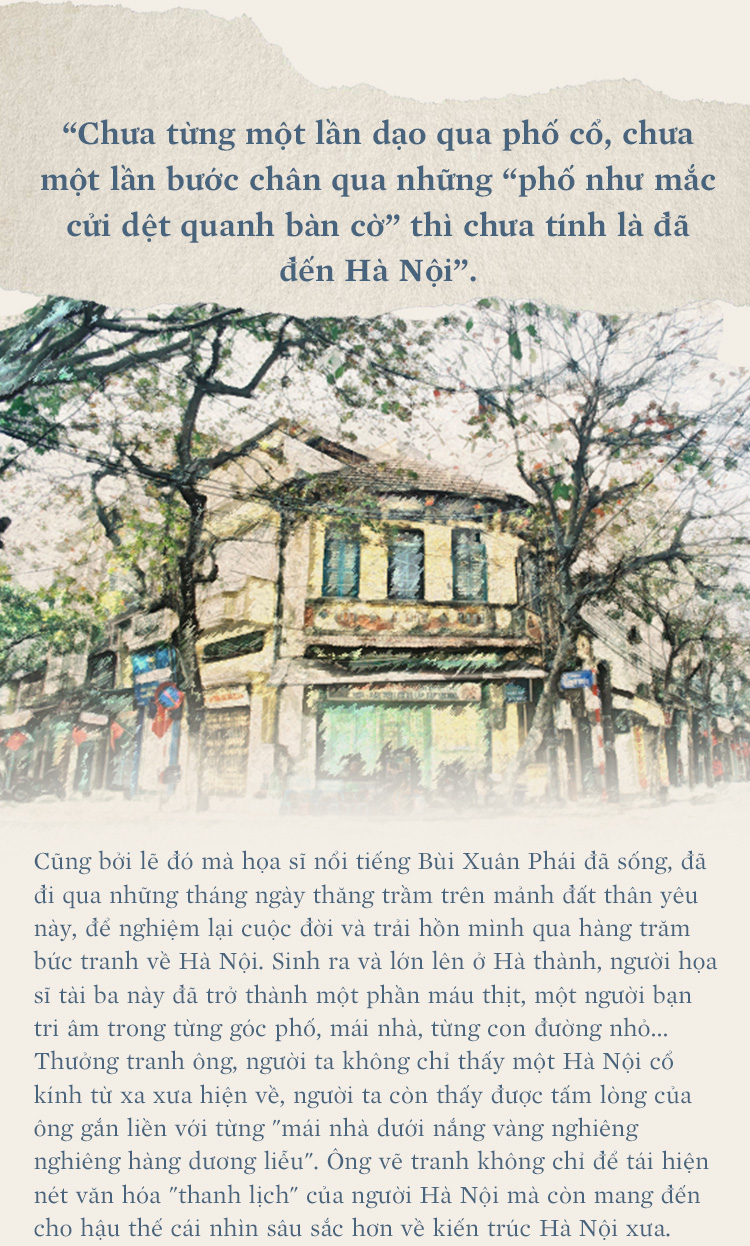 “Chưa từng một lần dạo qua phố cổ, chưa
một lần bước chân qua những “phố như mắc
cửi dệt quanh bàn cờ” thì chưa tính là đã
đến Hà Nội”.
Cũng bởi lẽ đó mà họa sĩ nổi tiếng Bùi Xuân Phái đã sống, đã
đi qua những tháng ngày thăng trầm trên mảnh đất thân yêu
này, để nghiệm lại cuộc đời và trải hồn mình qua hàng trăm
bức tranh về Hà Nội. Sinh ra và lớn lên ở Hà thành, người họa
sĩ tài ba này đã trở thành một phần máu thịt, một người bạn
tri âm trong từng góc phố, mái nhà, từng con đường nhỏ...
Thưởng tranh ông, người ta không chỉ thấy một Hà Nội cổ
kính từ xa xưa hiện về, người ta còn thấy được tấm lòng của
ông gắn liền với từng "mái nhà dưới nắng vàng nghiêng
nghiêng hàng dương liễu". Ông vẽ tranh không chỉ để tái hiện
nét văn hóa "thanh lịch" của người Hà Nội mà còn mang đến
cho hậu thế cái nhìn sâu sắc hơn về kiến trúc Hà Nội xưa.